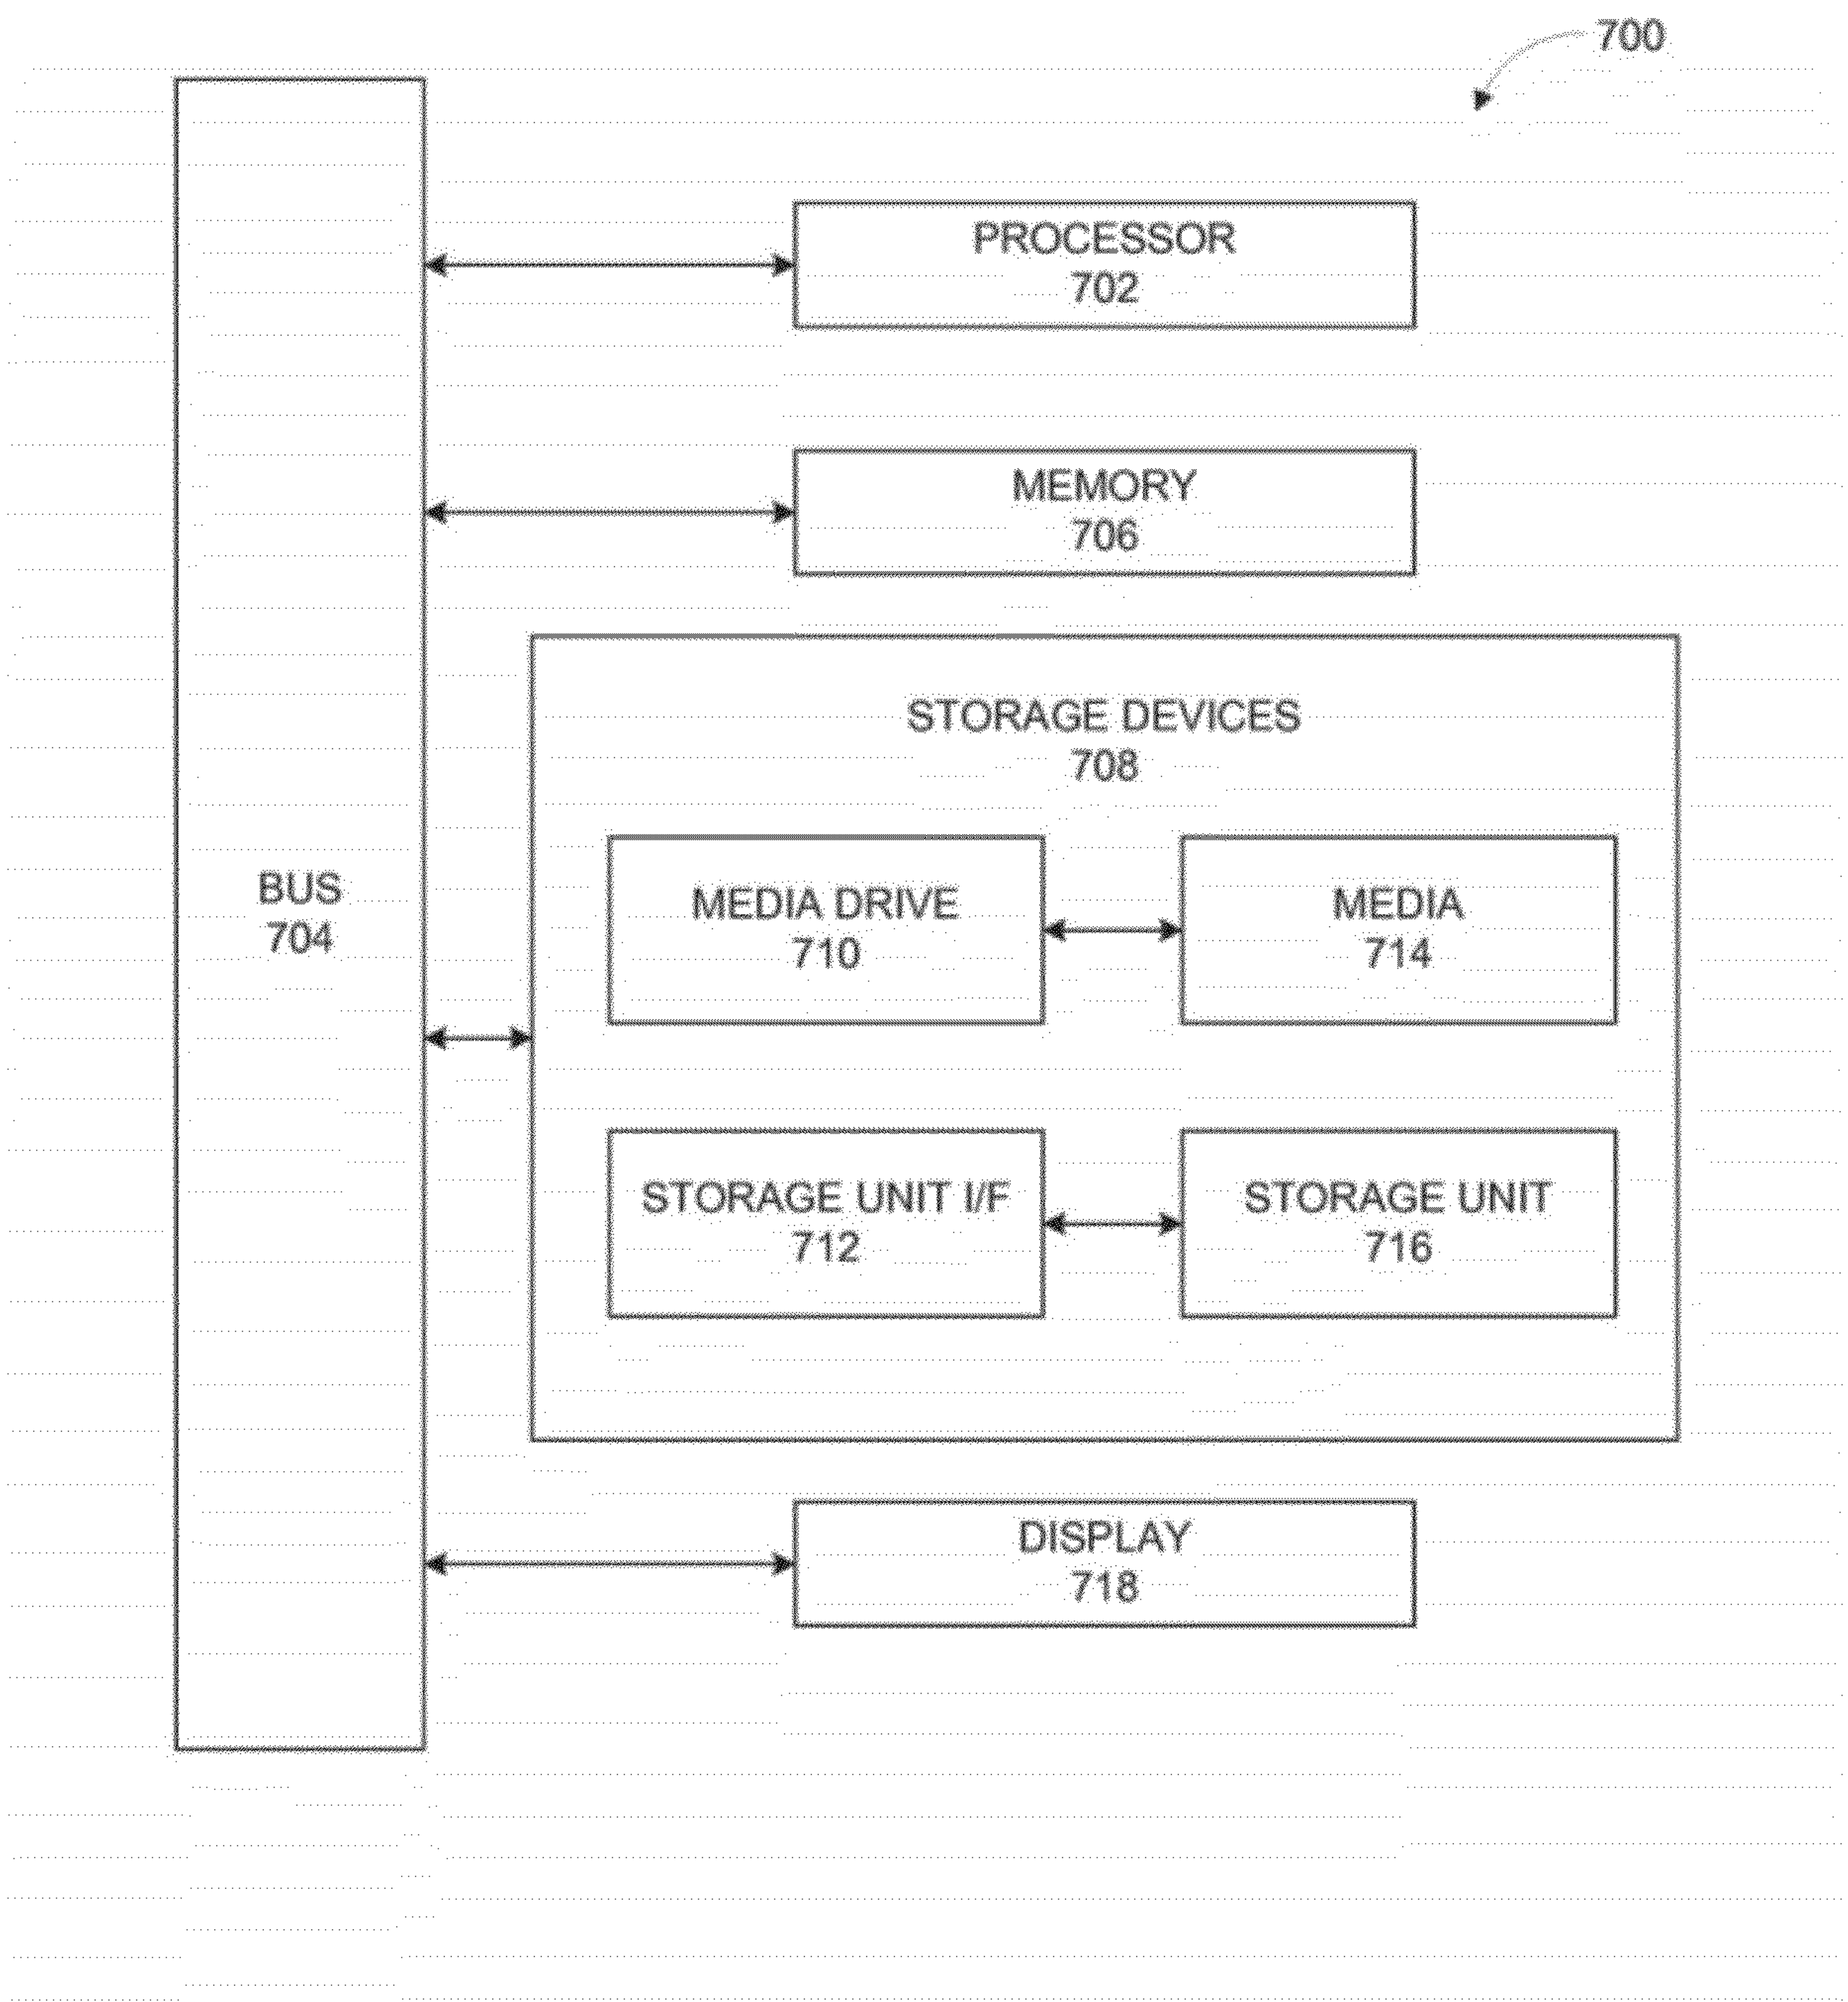 700
PROCESSOR
702
MEMORY
706
STORAGE DEVICES
708
BUS
704
MEDIA DRIVE
710
MEDIA
714
STORAGE UNIT I/F
712
STORAGE UNIT
716
DISPLAY
718